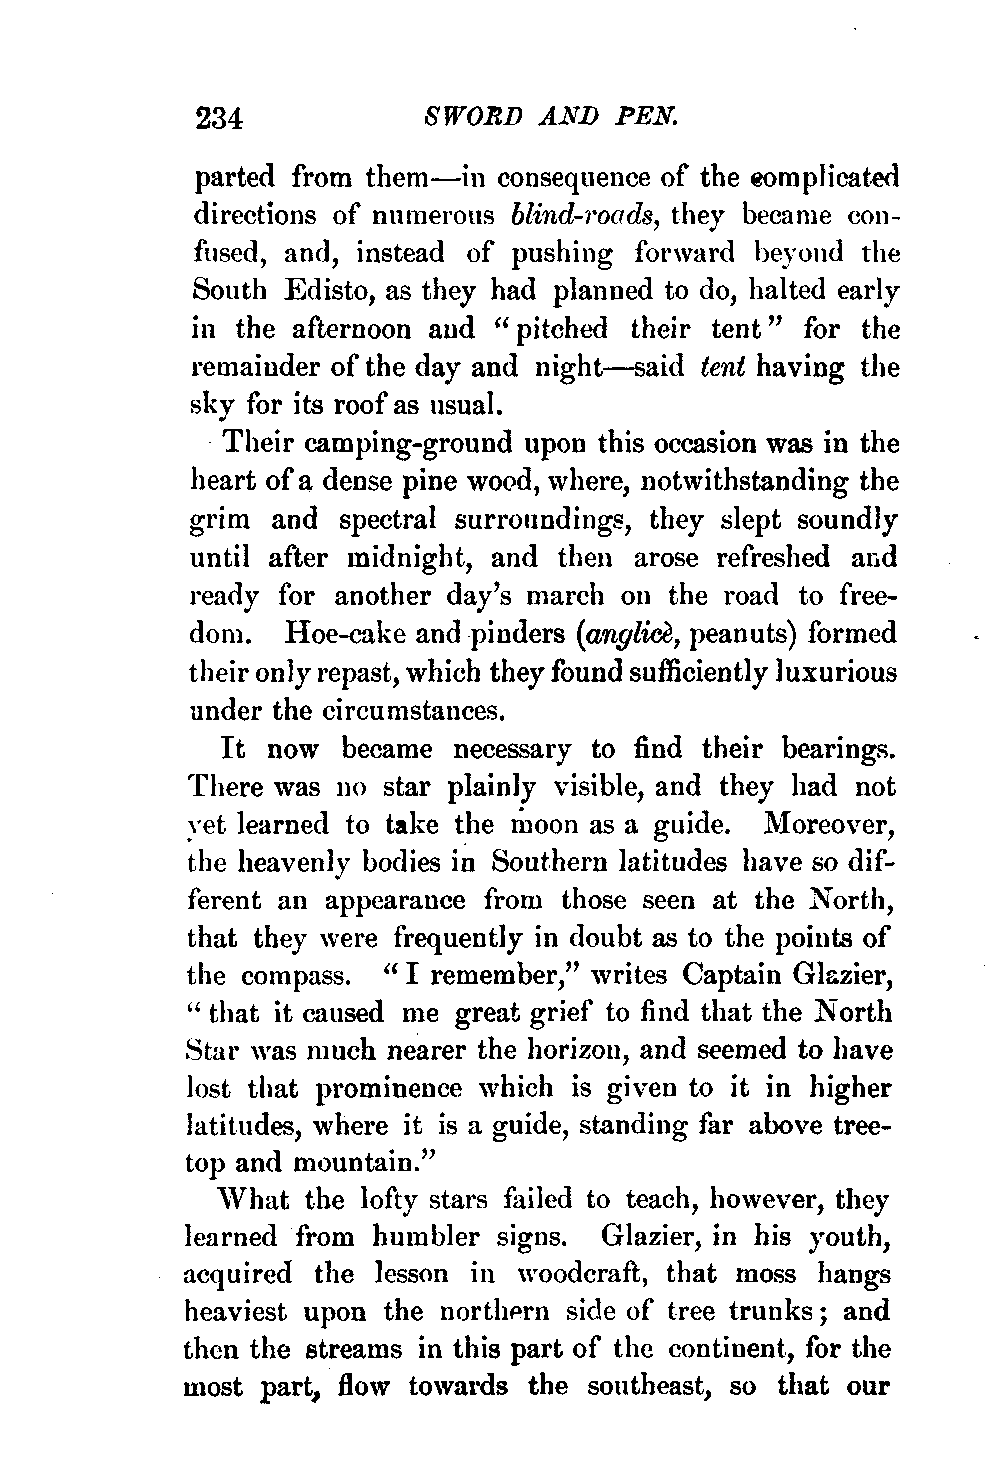 234 SWORD AND PEN.
parted from them—in consequence of the complicated
directions of numerous blind-roads, they became con-
fused, and, instead of pushing forward beyond the
South Edisto, as they had planned to do, halted early
in the afternoon and “pitched their tent” for the
remainder of the day and night—said tent having the
sky for its roof as usual.
Their camping-ground upon this occasion was in the
heart of a dense pine wood, where, notwithstanding the
grim and spectral surroundings, they slept soundly
until after midnight, and then arose refreshed and
ready for another day’s march on the road to free-
dom. Hoe-cake and pinders (anglicè, peanuts) formed
their only repast, which they found sufficiently luxurious
under the circumstances.
It now became necessary to find their bearings.
There was no star plainly visible, and they had not
yet learned to take the moon as a guide. Moreover,
the heavenly bodies in Southern latitudes have so dif-
ferent an appearance from those seen at the North,
that they were frequently in doubt as to the points of
the compass. “I remember,” writes Captain Glazier,
“that it caused me great grief to find that the North
Star was much nearer the horizon, and seemed to have
lost that prominence which is given to it in higher
latitudes, where it is a guide, standing far above tree-
top and mountain.”
What the lofty stars failed to teach, however, they
learned from humbler signs. Glazier, in his youth,
acquired the lesson in woodcraft, that moss hangs
heaviest upon the northern side of tree trunks; and
then the streams in this part of the continent, for the
most part, flow towards the southeast, so that our